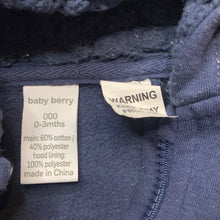 baby berry
000
0-3mths
main: 60% cotton/
40% polyester
hood lining:
100% polyester
made in China
WARNING